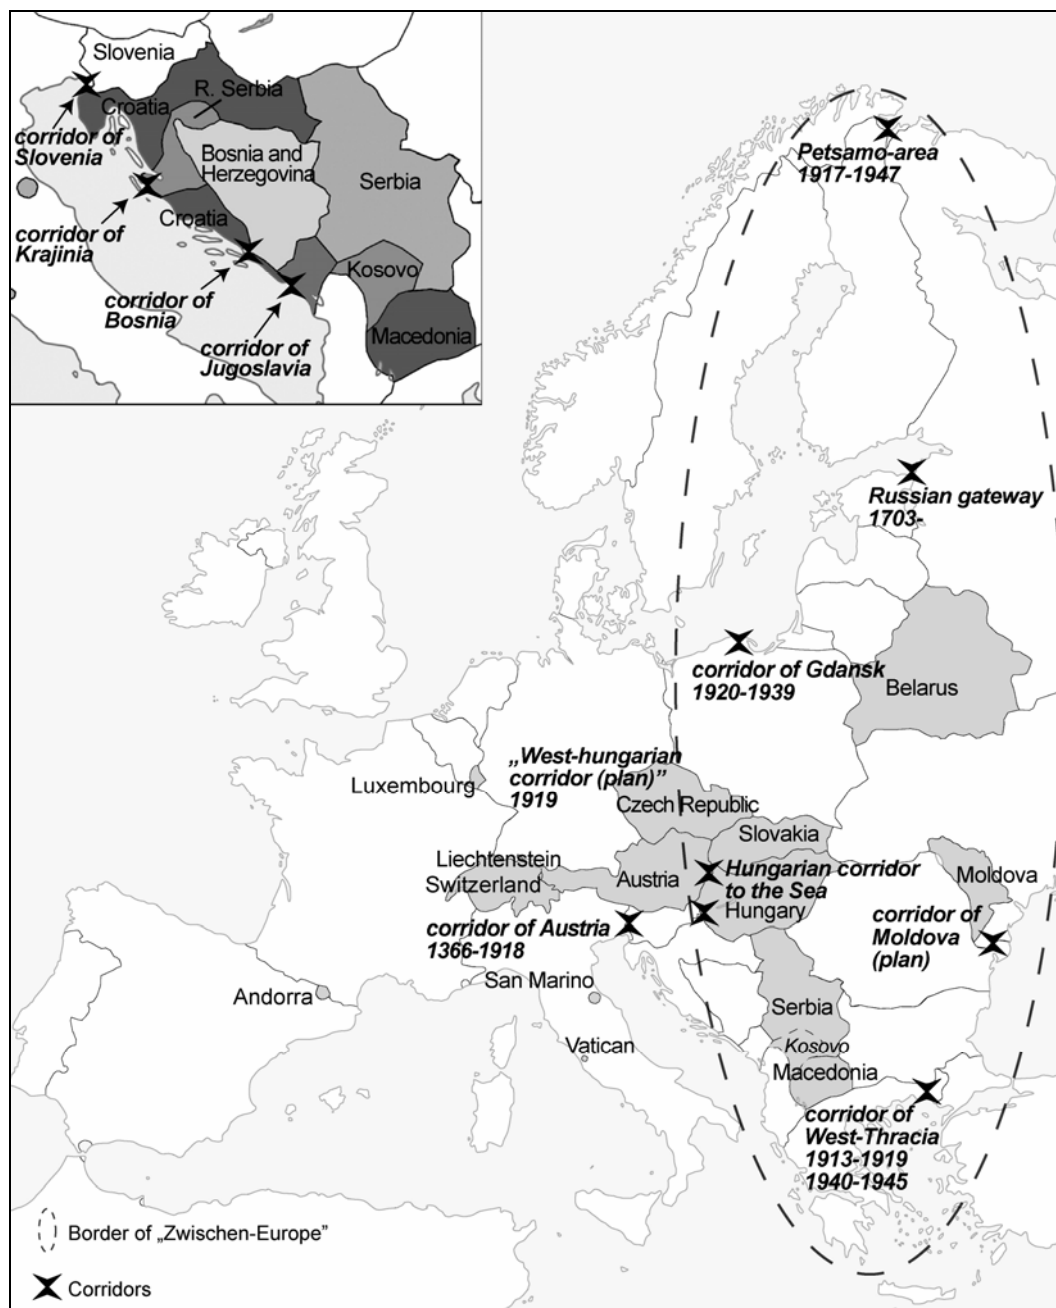 Slovenia
R. Serbia
Croatia
corridor of
Slovenia
Bosnia and
Herzegovina
Serbia
Croatia
corridor of
Krajinia
Kosovo
corridor of
Bosnia
Macedonia
corridor of
Jugoslavia
Petsamo-area
1917-1947
Russian gateway
1703-
corridor of Gdansk
1920-1939
Belarus
„West-hungarian
corridor (plan)”
1919
Luxembourg
Czech Republic
Slovakia
Liechtenstein
Switzerland
Austria
Hungarian corridor
to the Sea
Hungary
Moldova
corridor of Austria
1366-1918
corridor of
Moldova
(plan)
San Marino
Andorra
Serbia
Vatican
Kosovo
Macedonia
corridor of
West-Thracia
1913-1919
1940-1945
Border of „Zwischen-Europe”
Corridors